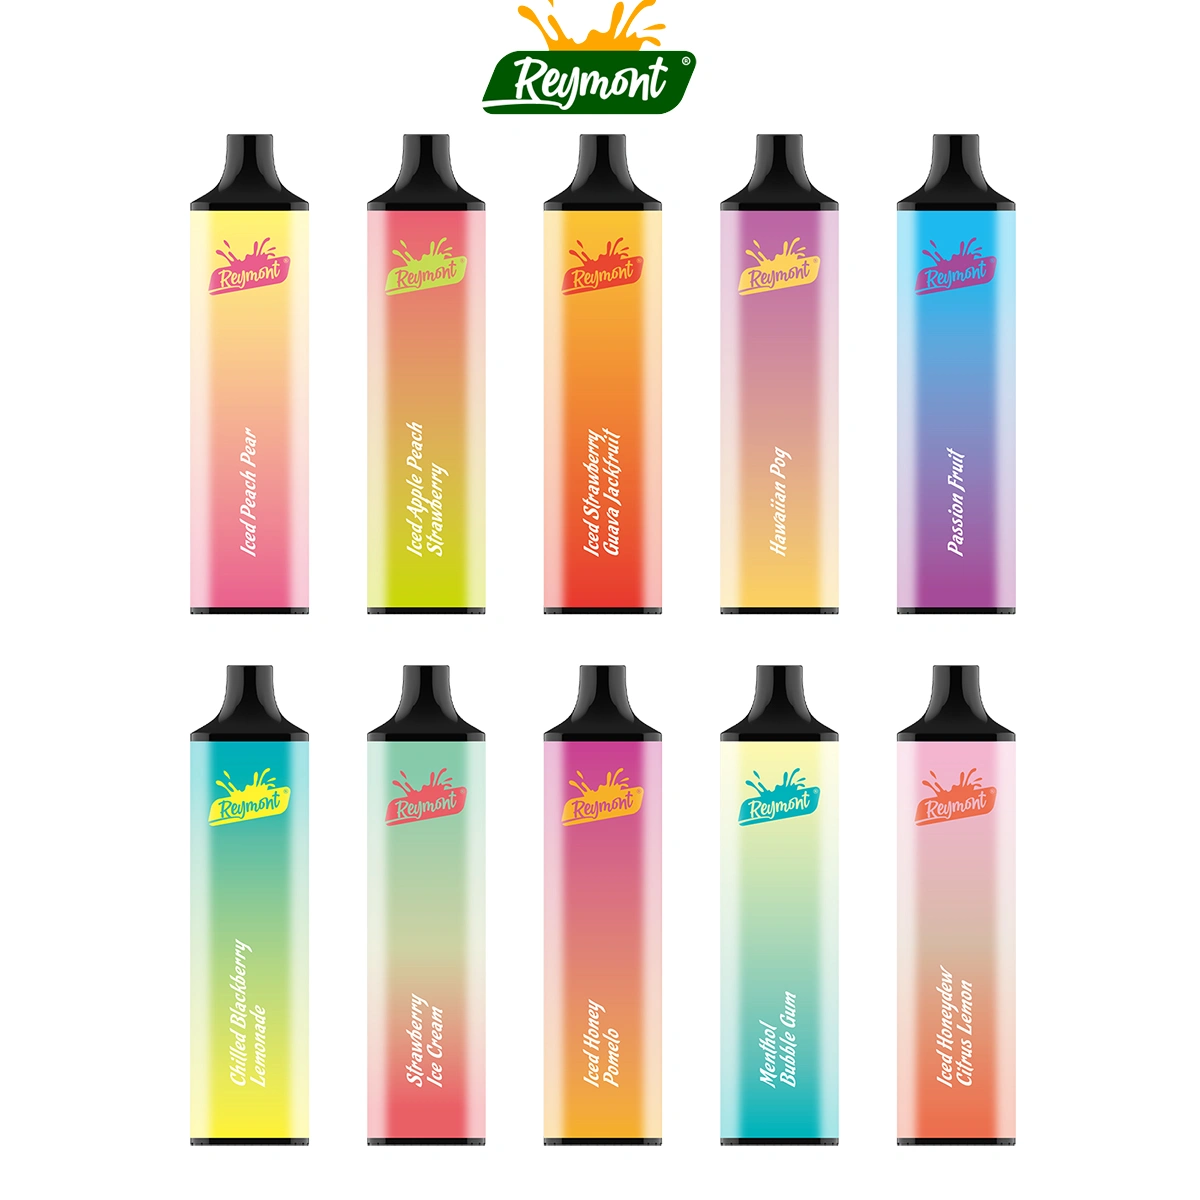 Reymont®
Reymont®
Iced Peach Pear
Reymont®
Iced Apple Peach
Strawberry
Reymont®
Iced Strawberry
Guava Jackfruit
Reymont®
Hawaiian Pog
Reymont®
Passion Fruit
Reymont®
Chilled Blackberry
Lemonade
Reymont®
Strawberry
Ice Cream
Reymont®
Iced Honey
Pomelo
Reymont®
Menthol
Bubble Gum
Reymont®
Iced Honeydew
Citrus Lemon